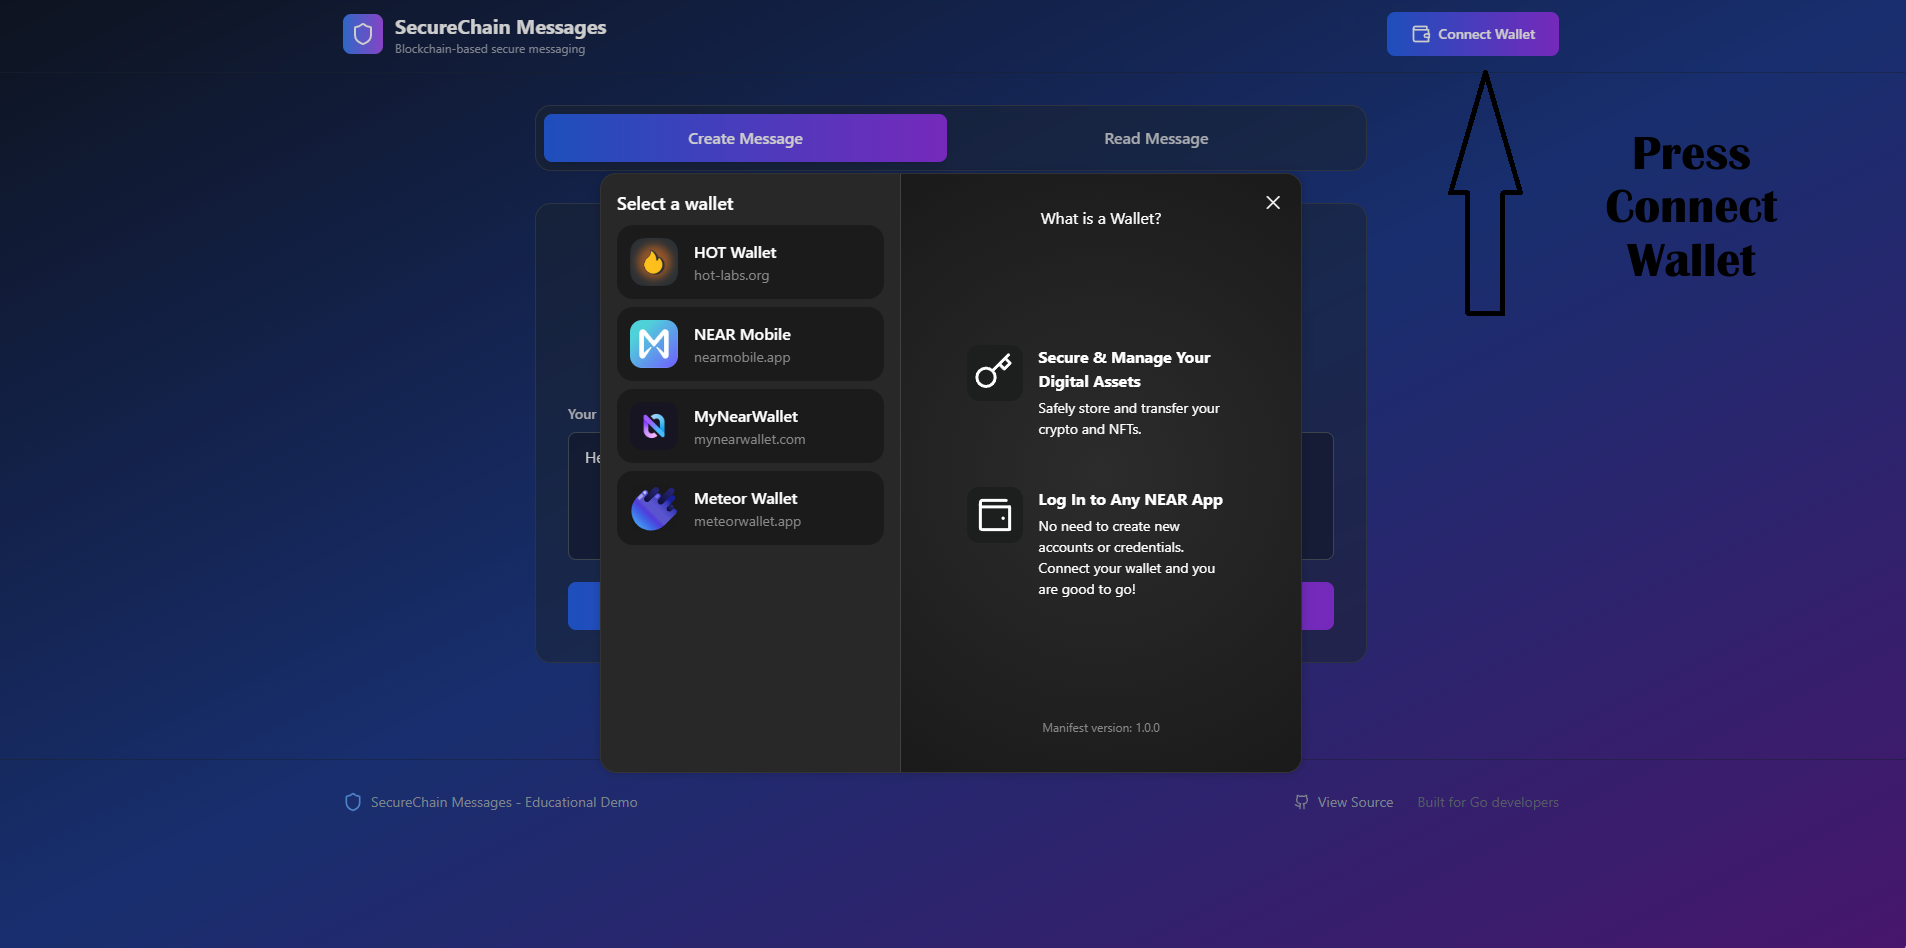 SecureChain Messages
Blockchain-based secure messaging
Connect Wallet
Create Message
Read Message
Press
Connect
Wallet
Select a wallet
HOT Wallet
hot-labs.org
NEAR Mobile
nearmobile.app
MyNearWallet
mynearwallet.com
Meteor Wallet
meteorwallet.app
What is a Wallet?
Secure & Manage Your
Digital Assets
Safely store and transfer your
crypto and NFTs.
Log In to Any NEAR App
No need to create new
accounts or credentials.
Connect your wallet and you
are good to go!
Manifest version: 1.0.0
Your
SecureChain Messages - Educational Demo
View Source
Built for Go developers